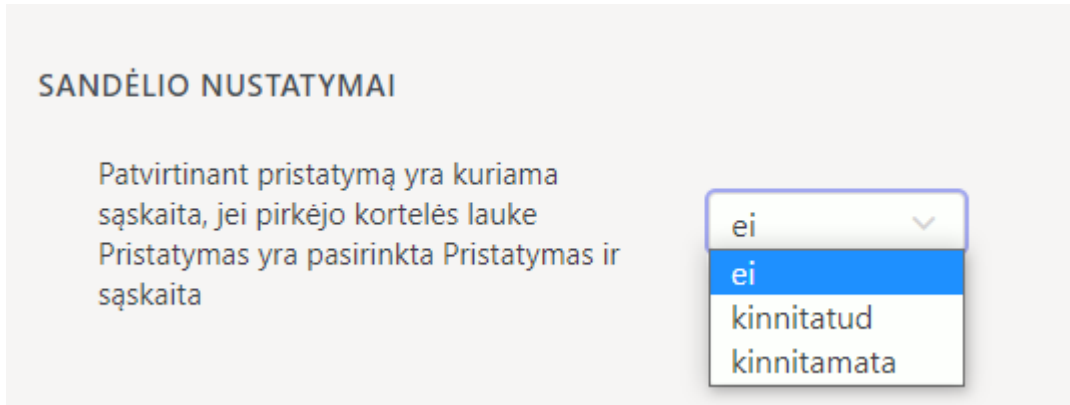 SANDĖLIO NUSTATYMAI
Patvirtinant pristatymą yra kuriama
sąskaita, jei pirkėjo kortelės lauke
Pristatymas yra pasirinkta Pristatymas ir
sąskaita
ei
ei
kinnitatud
kinnitamata